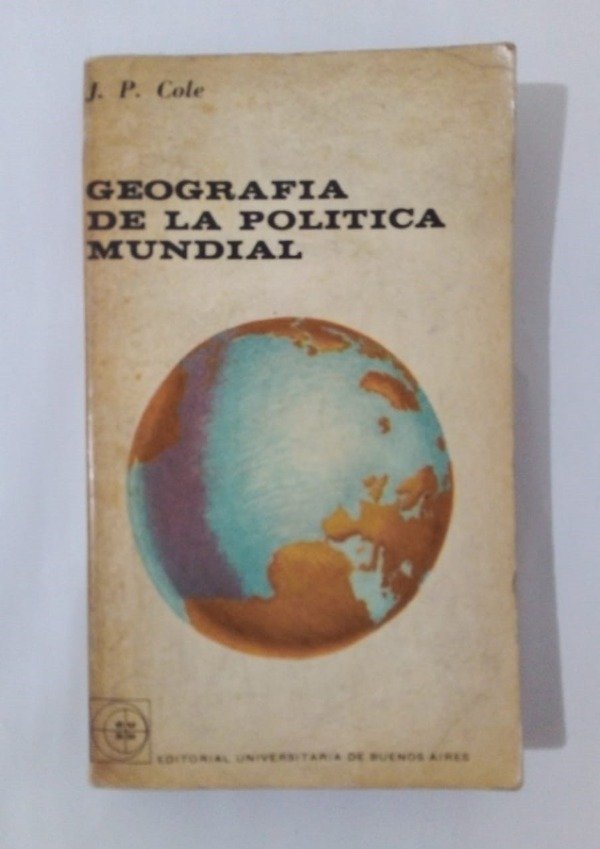 J. P. Cole
GEOGRAFIA
DE LA POLITICA
MUNDIAL
EDITORIAL UNIVERSITARIA DE BUENOS AIRES